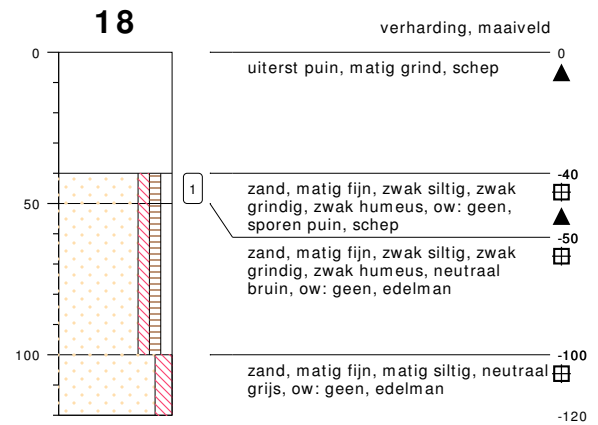 18
verharding, maaiveld
0
0
uiterst puin, matig grind, schep
-40
1
zand, matig fijn, zwak siltig, zwak
grindig, zwak humeus, ow: geen,
sporen puin, schep
50
-50
zand, matig fijn, zwak siltig, zwak
grindig, zwak humeus, neutraal
bruin, ow: geen, edelman
100
-100
zand, matig fijn, matig siltig, neutraal
grijs, ow: geen, edelman
-120